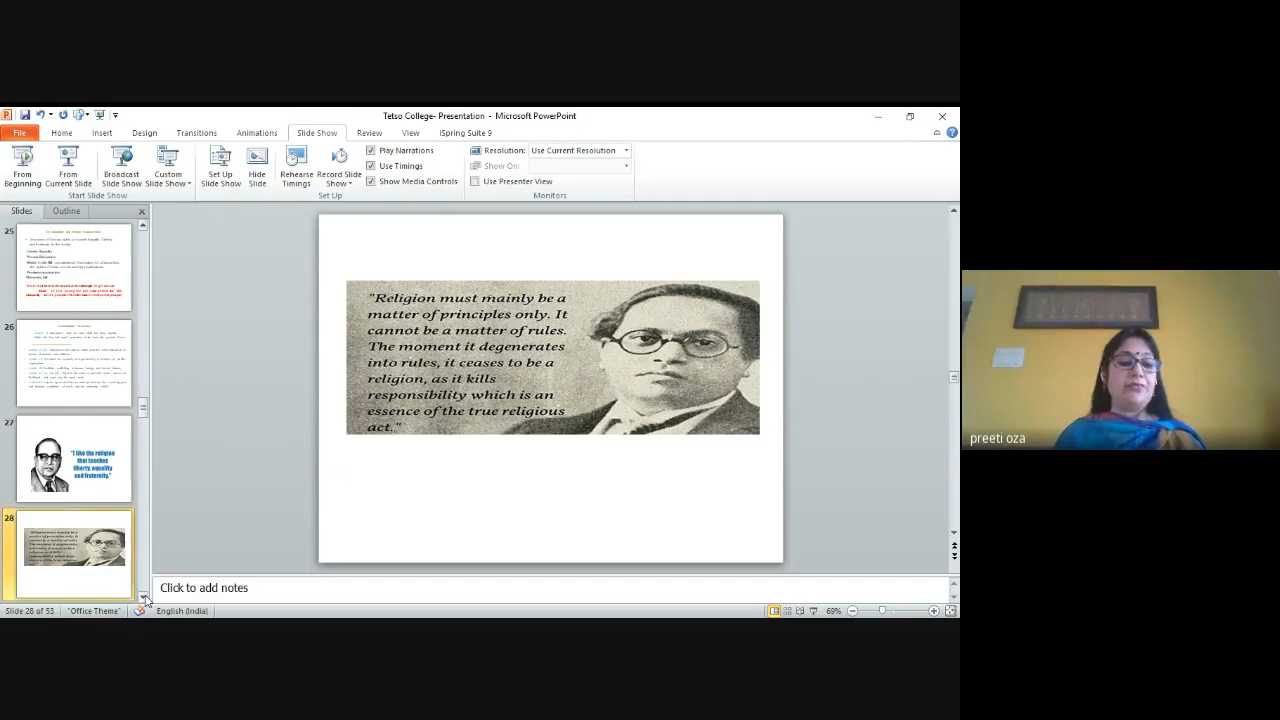 Tetso College- Presentation - Microsoft PowerPoint
File Home Insert Design Transitions Animations Slide Show Review View iSpring Suite 9
From Beginning
From Current Slide
Broadcast Slide Show
Custom Slide Show
Set Up Slide Show
Hide Slide
Rehearse Timings
Record Slide Show
Play Narrations
Use Timings
Show Media Controls
Resolution: Use Current Resolution
Show On:
Use Presenter View
Start Slide Show
Set Up
Monitors
Slides Outline
25
26
27
"I like the religion
that teaches
liberty, equality
and fraternity."
28
"Religion must mainly be a
matter of principles only. It
cannot be a matter of rules.
The moment it degenerates
into rules, it ceases to be a
religion, as it kills
responsibility which is an
essence of the true religious
act."
preeti oza
Click to add notes
Slide 28 of 53 "Office Theme" English (India) 69%